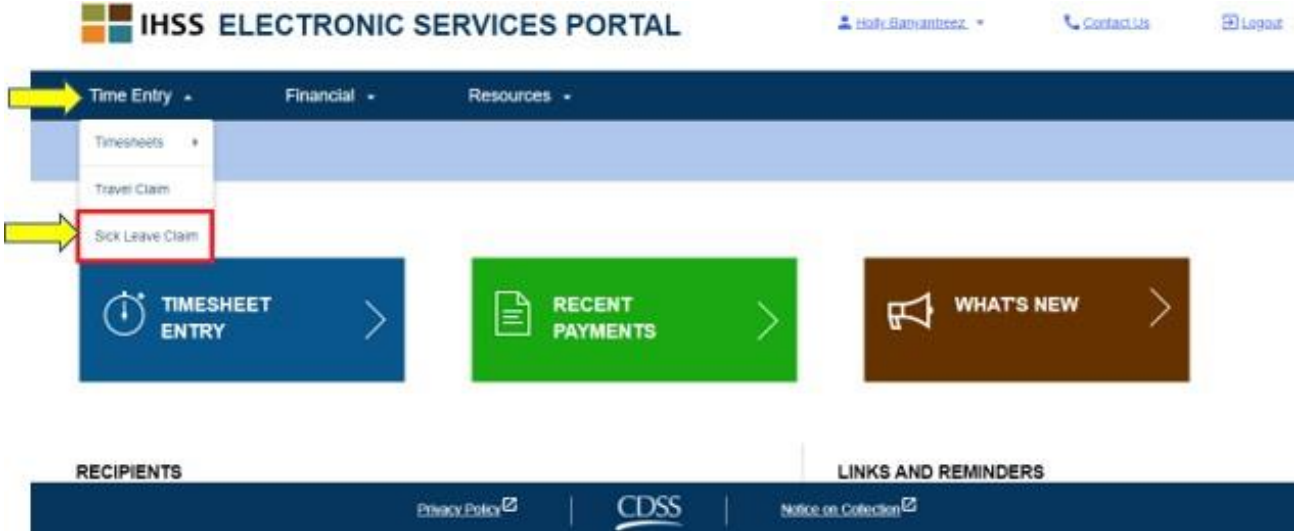 IHSS ELECTRONIC SERVICES PORTAL
Holly Banyantreez
Contact Us
Logout
Time Entry
Financial
Resources
Timesheets
Travel Claim
Sick Leave Claim
TIMESHEET
ENTRY
RECENT
PAYMENTS
WHAT'S NEW
RECIPIENTS
LINKS AND REMINDERS
Privacy Policy
CDSS
Notice on Collection